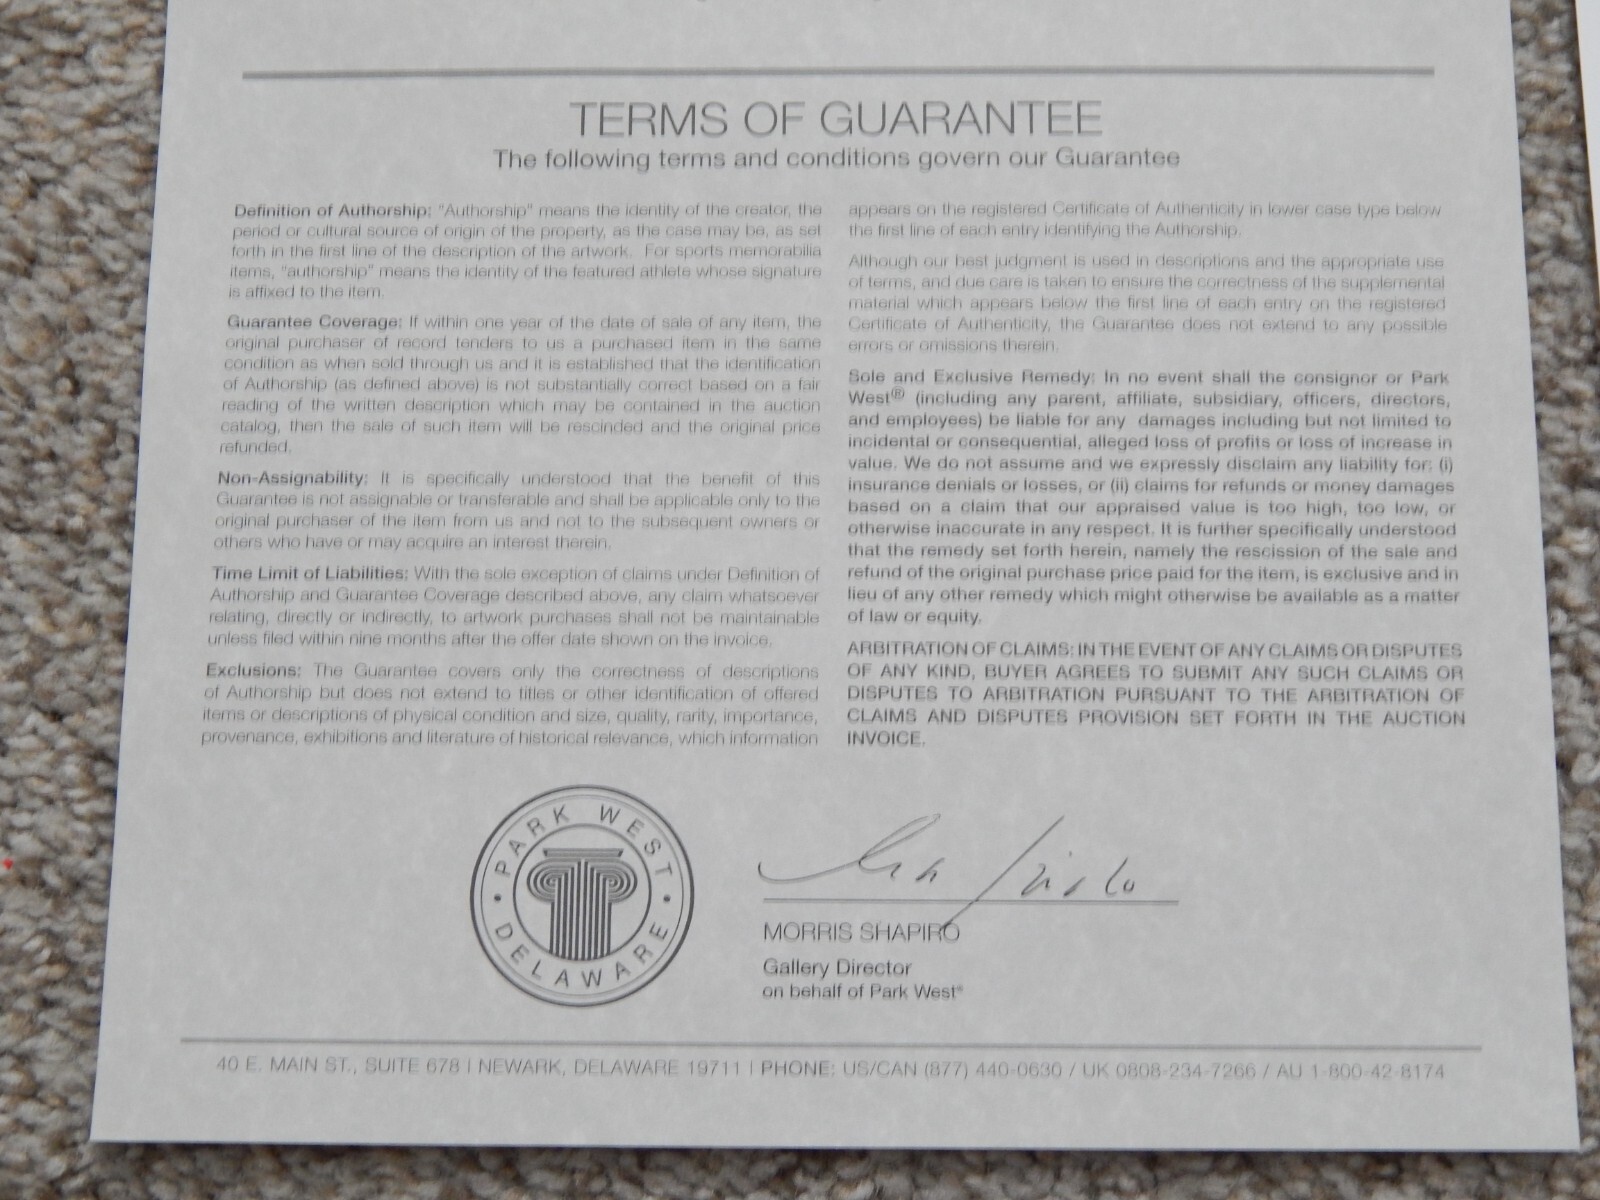 TERMS OF GUARANTEE
The following terms and conditions govern our Guarantee
Definition of Authorship: "Authorship" means the identity of the creator, the
period or cultural source of origin of the property, as the case may be, as set
forth in the first line of the description of the artwork. For sports memorabilia
items, "authorship" means the identity of the featured athlete whose signature
is affixed to the item.
Guarantee Coverage: If within one year of the date of sale of any item, the
original purchaser of record tenders to us a purchased item in the same
condition as when sold through us and it is established that the identification
of Authorship (as defined above) is not substantially correct based on a fair
reading of the written description which may be contained in the auction
catalog, then the sale of such item will be rescinded and the original price
refunded.
Non-Assignability: It is specifically understood that the benefit of this
Guarantee is not assignable or transferable and shall be applicable only to the
original purchaser of the item from us and not to the subsequent owners or
others who have or may acquire an interest therein.
Time Limit of Liabilities: With the sole exception of claims under Definition of
Authorship and Guarantee Coverage described above, any claim whatsoever
relating, directly or indirectly, to artwork purchases shall not be maintainable
unless filed within nine months after the offer date shown on the invoice.
Exclusions: The Guarantee covers only the correctness of descriptions
of Authorship but does not extend to titles or other identification of offered
items or descriptions of physical condition and size, quality, rarity, importance,
provenance, exhibitions and literature of historical relevance, which information
appears on the registered Certificate of Authenticity in lower case type below
the first line of each entry identifying the Authorship.
Although our best judgment is used in descriptions and the appropriate use
of terms, and due care is taken to ensure the correctness of the supplemental
material which appears below the first line of each entry on the registered
Certificate of Authenticity, the Guarantee does not extend to any possible
errors or omissions therein.
Sole and Exclusive Remedy: In no event shall the consignor or Park
West® (including any parent, affiliate, subsidiary, officers, directors,
and employees) be liable for any damages including but not limited to
incidental or consequential, alleged loss of profits or loss of increase in
value. We do not assume and we expressly disclaim any liability for: (i)
insurance denials or losses, or (ii) claims for refunds or money damages
based on a claim that our appraised value is too high, too low, or
otherwise inaccurate in any respect. It is further specifically understood
that the remedy set forth herein, namely the rescission of the sale and
refund of the original purchase price paid for the item, is exclusive and in
lieu of any other remedy which might otherwise be available as a matter
of law or equity.
ARBITRATION OF CLAIMS: IN THE EVENT OF ANY CLAIMS OR DISPUTES
OF ANY KIND, BUYER AGREES TO SUBMIT ANY SUCH CLAIMS OR
DISPUTES TO ARBITRATION PURSUANT TO THE ARBITRATION OF
CLAIMS AND DISPUTES PROVISION SET FORTH IN THE AUCTION
INVOICE.
PARK WEST
DELAWARE
MORRIS SHAPIRO
Gallery Director
on behalf of Park West®
40 E. MAIN ST., SUITE 678 | NEWARK, DELAWARE 19711 | PHONE: US/CAN (877) 440-0630 / UK 0808-234-7266 / AU 1-800-42-8174